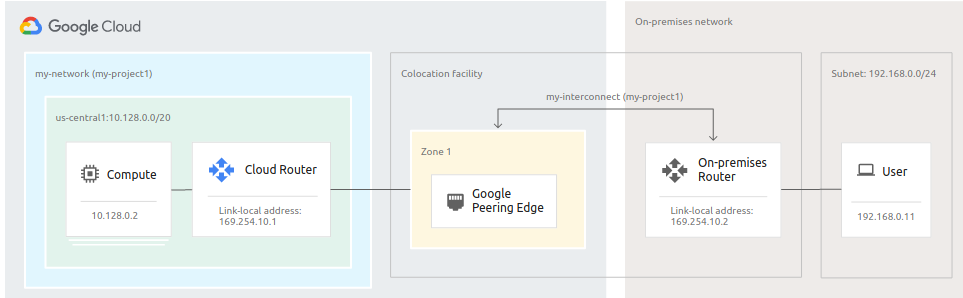 Google Cloud
On-premises network
my-network (my-project1)
Colocation facility
Subnet: 192.168.0.0/24
my-interconnect (my-project1)
us-central1:10.128.0.0/20
Zone 1
Compute
10.128.0.2
Cloud Router
Link-local address:
169.254.10.1
Google
Peering Edge
On-premises
Router
Link-local address:
169.254.10.2
User
192.168.0.11